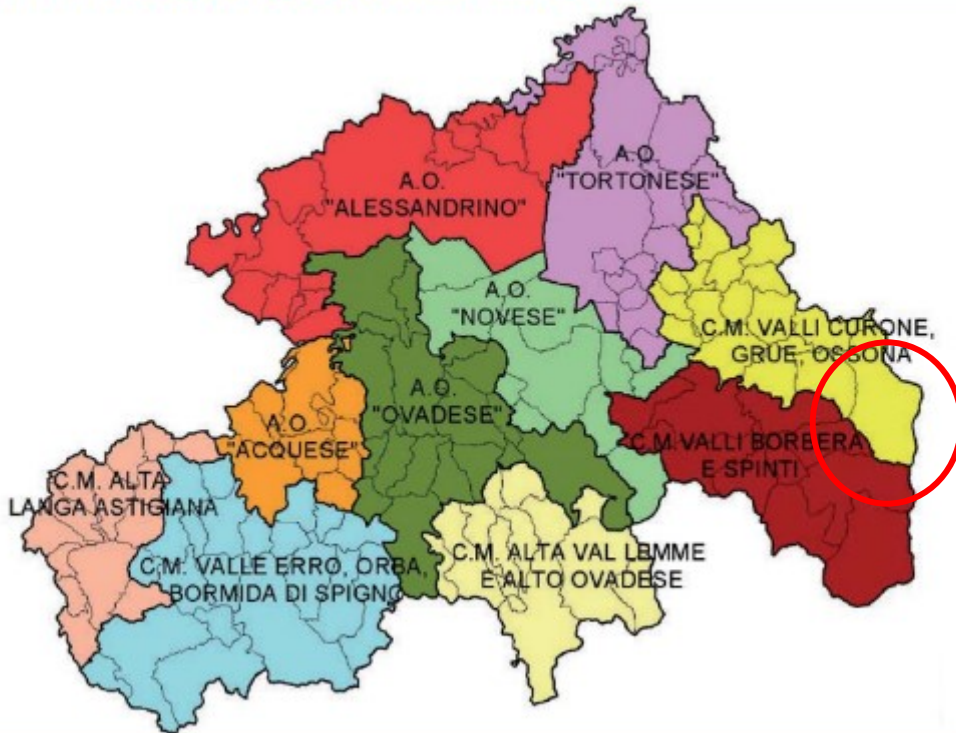 A.O.
"TORTONESE"
A.O.
"ALESSANDRINO"
A.O.
"NOVESE"
C.M. VALLI CURONE,
GRUE, OSSONA
A.O.
"OVADESE"
A.O.
"ACQUESE"
C.M.VALLI BORBERA
E SPINTI
C.M. ALTA
LANGA ASTIGIANA
C.M. ALTA VAL LEMME
E ALTO OVADESE
C.M. VALLE ERRO, ORBA,
BORMIDA DI SPIGNO